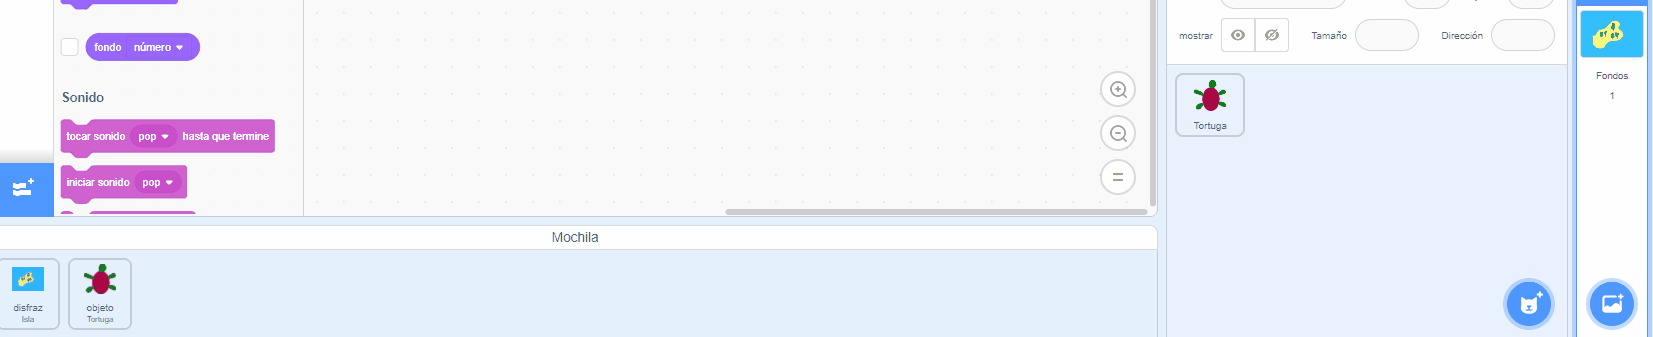 fondo número
mostrar
Tamaño
Dirección
Fondos
1
Sonido
tocar sonido pop hasta que termine
Tortuga
iniciar sonido pop
Mochila
disfraz
Isla
objeto
Tortuga